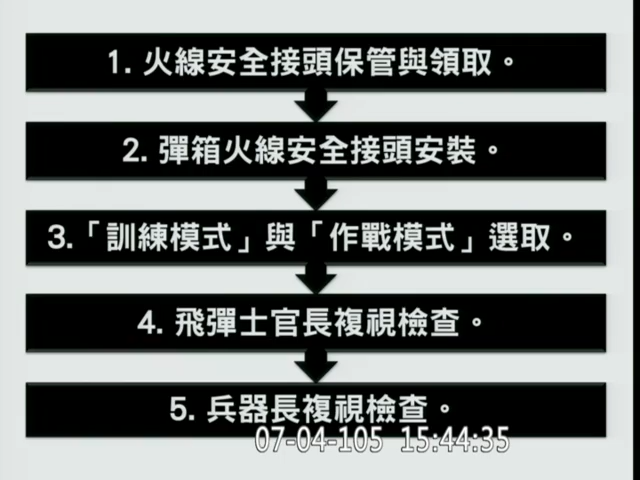 1. 火線安全接頭保管與領取。
2. 彈箱火線安全接頭安裝。
3.「訓練模式」與「作戰模式」選取。
4. 飛彈士官長複視檢查。
5. 兵器長複視檢查。
07-04-105 15:44:35